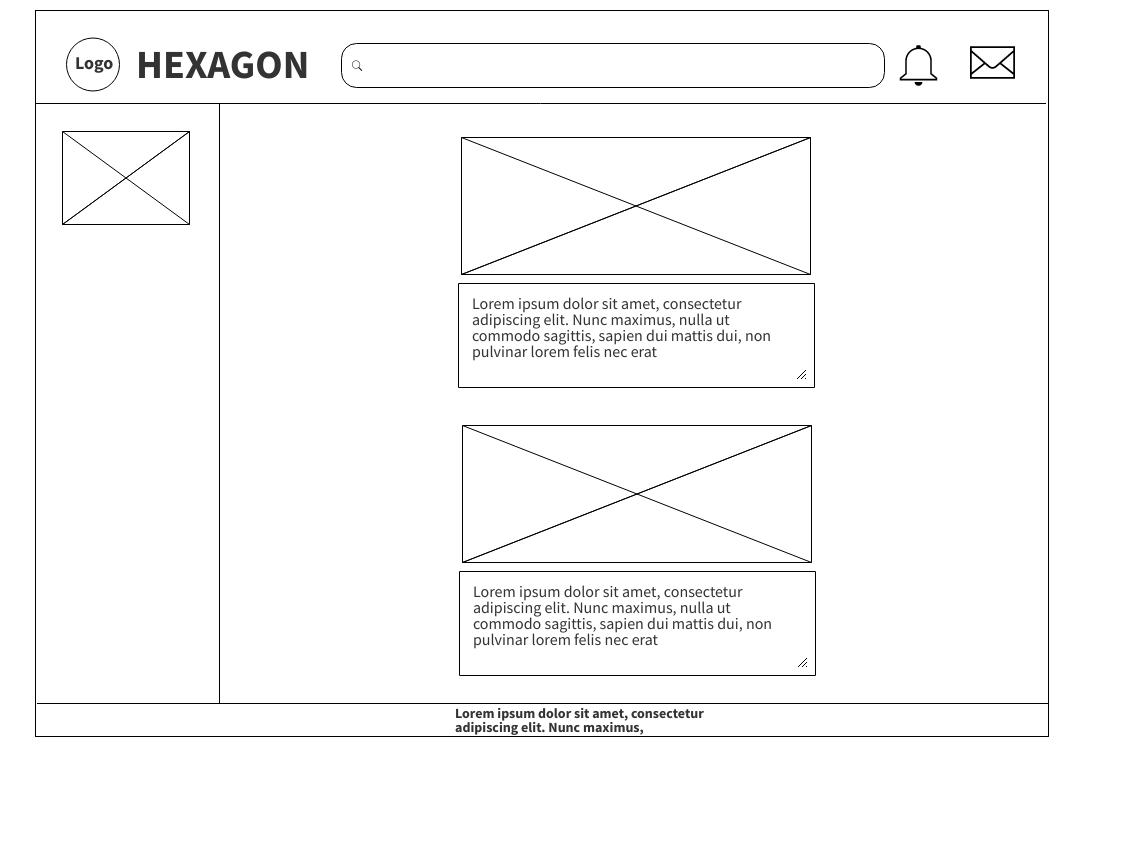 Logo
HEXAGON
Lorem ipsum dolor sit amet, consectetur
adipiscing elit. Nunc maximus, nulla ut
commodo sagittis, sapien dui mattis dui, non
pulvinar lorem felis nec erat
Lorem ipsum dolor sit amet, consectetur
adipiscing elit. Nunc maximus, nulla ut
commodo sagittis, sapien dui mattis dui, non
pulvinar lorem felis nec erat
Lorem ipsum dolor sit amet, consectetur
adipiscing elit. Nunc maximus,